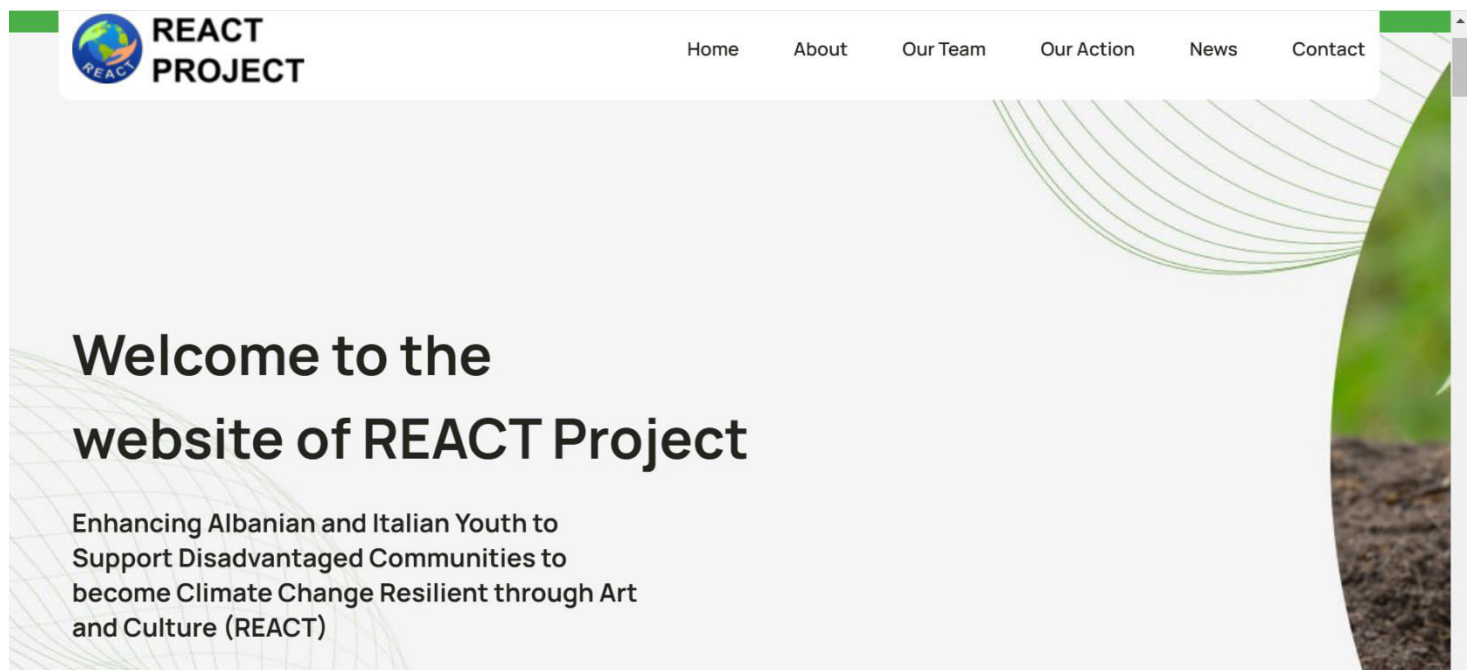 REACT
PROJECT
REACT
Home About Our Team Our Action News Contact
Welcome to the
website of REACT Project
Enhancing Albanian and Italian Youth to
Support Disadvantaged Communities to
become Climate Change Resilient through Art
and Culture (REACT)